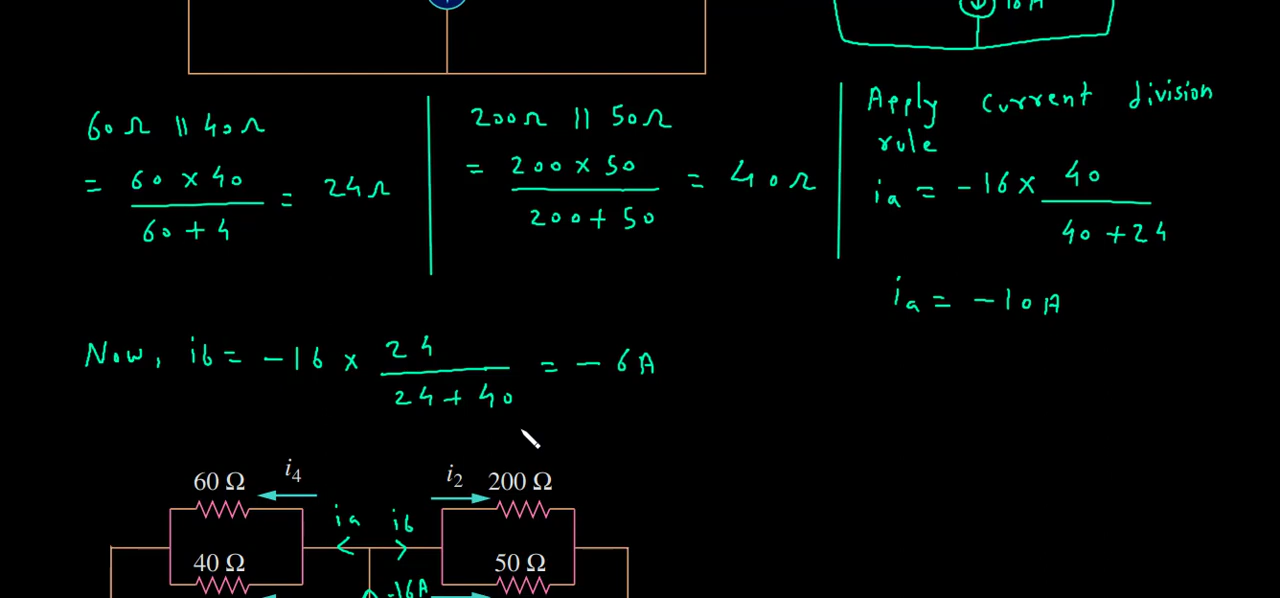 16 A
60Ω || 40Ω
= 60 × 40 / 60 + 4 = 24Ω
200Ω || 50Ω
= 200 × 50 / 200 + 50 = 40Ω
Apply current division
rule
ia = -16 × 40 / 40 + 24
ia = -10A
Now, ib = -16 × 24 / 24 + 40 = -6A
60 Ω
i4
i2
200 Ω
ia
ib
40 Ω
50 Ω
-16A